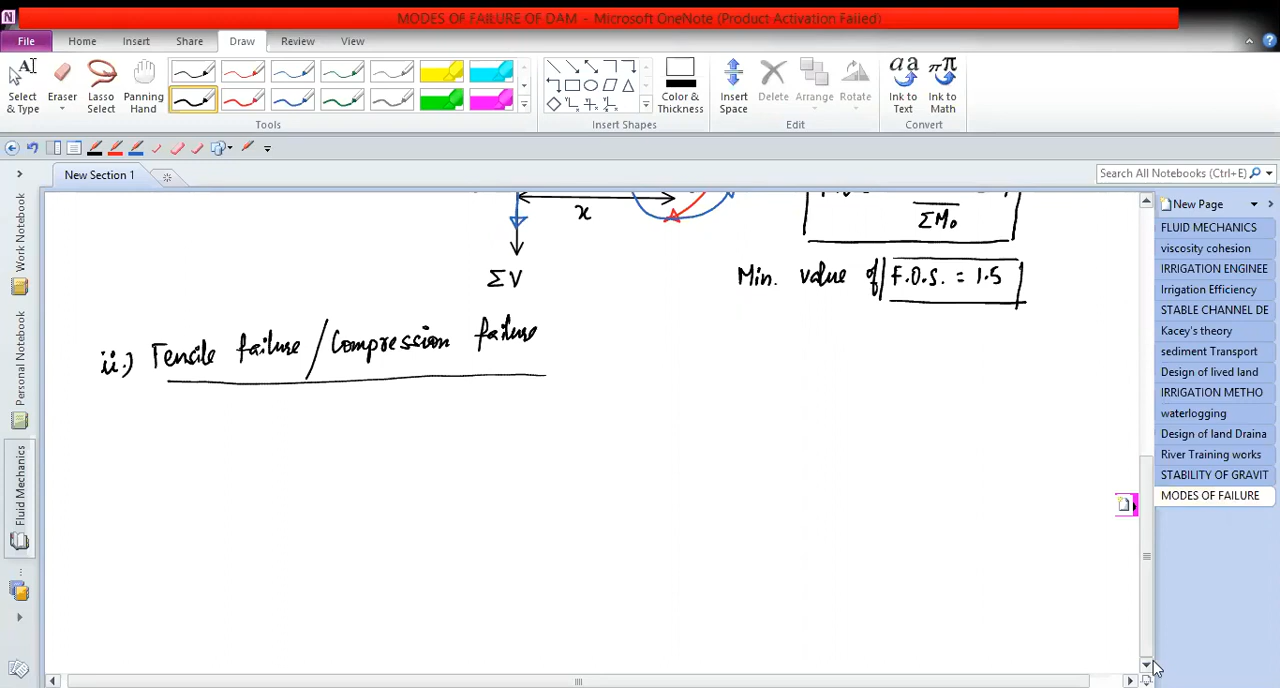 MODES OF FAILURE OF DAM - Microsoft OneNote (Product Activation Failed)
File Home Insert Share Draw Review View
Select & Type
Eraser
Lasso Select
Panning Hand
Color & Thickness
Insert Space
Delete
Arrange
Rotate
Ink to Text
Ink to Math
Tools
Insert Shapes
Edit
Convert
New Section 1
Search All Notebooks (Ctrl+E)
Work Notebook
Personal Notebook
Fluid Mechanics
x
ΣV
ΣM₀
Min. value of F.O.S. = 1.5
ii.) Tensile failure / Compression failure
New Page
FLUID MECHANICS
viscosity cohesion
IRRIGATION ENGINEE
Irrigation Efficiency
STABLE CHANNEL DE
Kacey's theory
sediment Transport
Design of lived land
IRRIGATION METHO
waterlogging
Design of land Draina
River Training works
STABILITY OF GRAVIT
MODES OF FAILURE